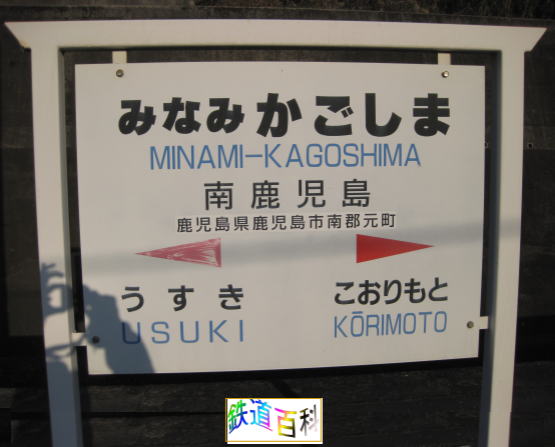 みなみかごしま
MINAMI-KAGOSHIMA
南鹿児島
鹿児島県鹿児島市南郡元町
うすき こおりもと
USUKI KŌRIMOTO
鉄道百科